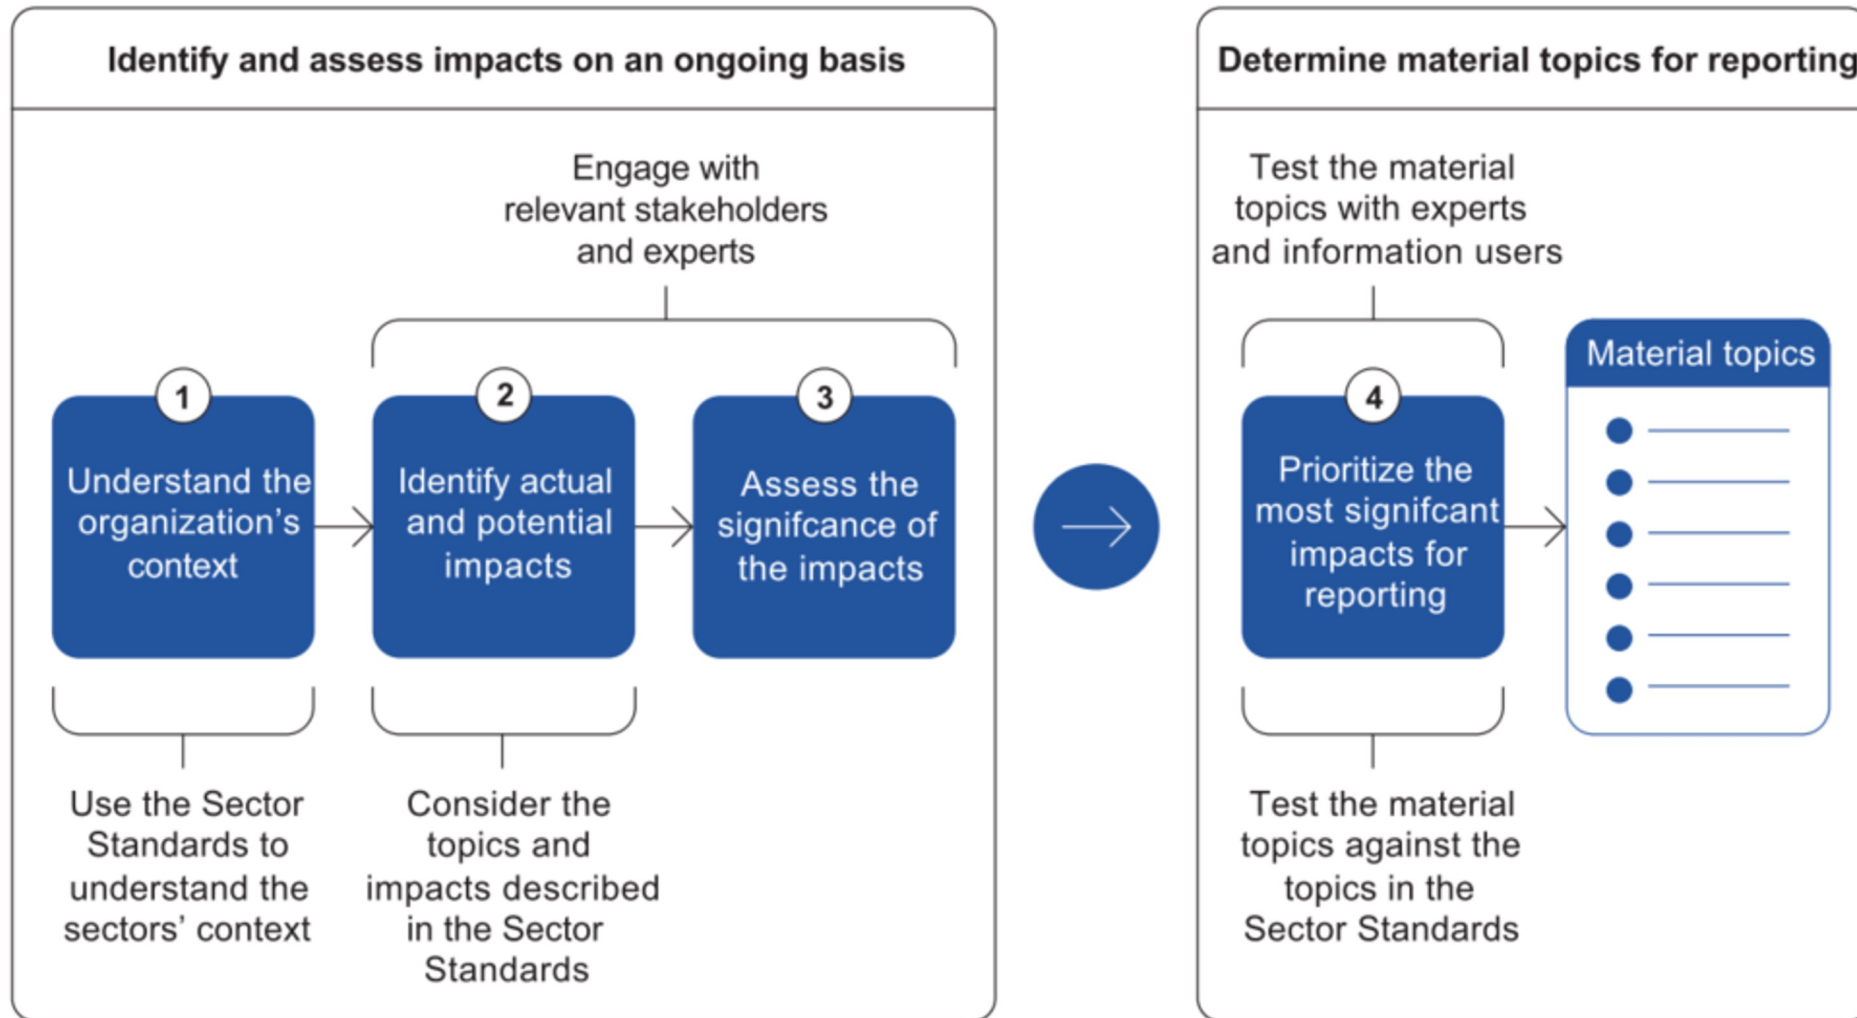 Identify and assess impacts on an ongoing basis
Engage with
relevant stakeholders
and experts
1
Understand the
organization's
context
2
Identify actual
and potential
impacts
3
Assess the
signifcance of
the impacts
Use the Sector
Standards to
understand the
sectors' context
Consider the
topics and
impacts described
in the Sector
Standards
Determine material topics for reporting
Test the material
topics with experts
and information users
4
Prioritize the
most signifcant
impacts for
reporting
Material topics
Test the material
topics against the
topics in the
Sector Standards